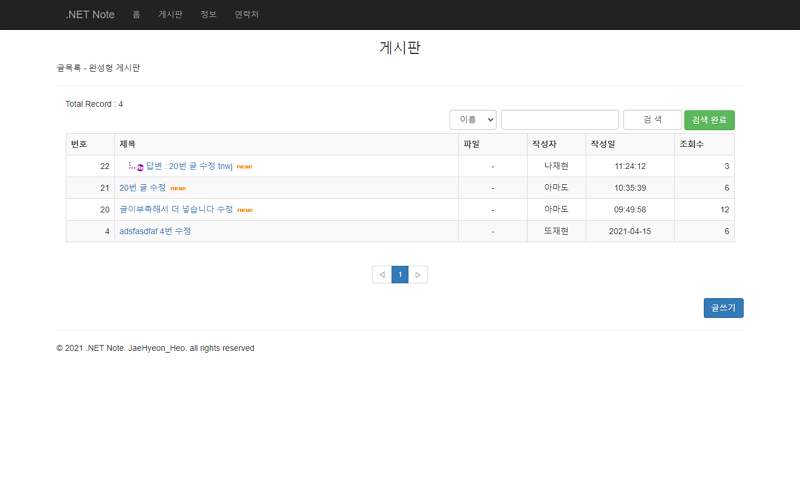 .NET Note 홈 게시판 정보 연락처
게시판
글목록 - 완성형 게시판
Total Record : 4
이름 검 색 검색 완료
번호 제목 파일 작성자 작성일 조회수
22 Re 답변 : 20번 글 수정 tnwj new! - 나재현 11:24:12 3
21 20번 글 수정 new! - 아마도 10:35:39 6
20 글이부족해서 더 넣습니다 수정 new! - 아마도 09:49:58 12
4 adsfasdfaf 4번 수정 - 또재현 2021-04-15 6
◁ 1 ▷
글쓰기
© 2021 .NET Note. JaeHyeon_Heo. all rights reserved